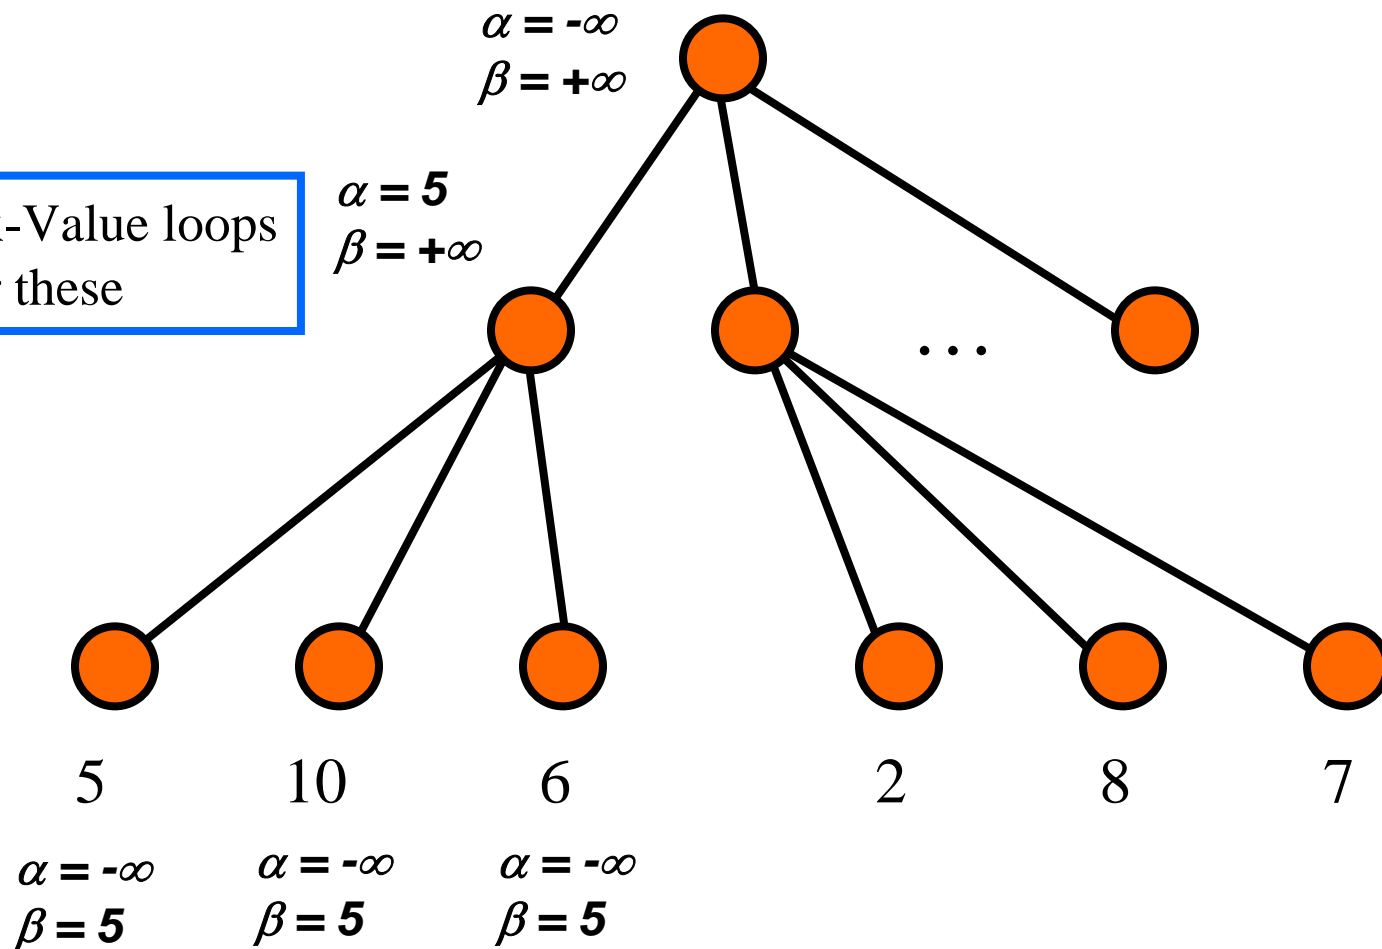 α = -∞
β = +∞
α = 5
β = +∞
-Value loops
these
...
5 10 6 2 8 7
α = -∞ α = -∞ α = -∞
β = 5 β = 5 β = 5